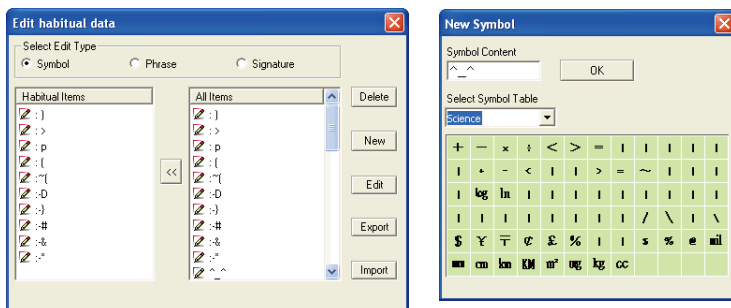 Edit habitual data
Select Edit Type
Symbol Phrase Signature
Habitual Items
: )
: >
: p
: (
:~(
:-D
:-}
:-#
:-&
:-*
<<
All Items
: )
: >
: p
: (
:~(
:-D
:-}
:-#
:-&
:-*
^_^
Delete
New
Edit
Export
Import
New Symbol
Symbol Content
^_^
OK
Select Symbol Table
Science
+ − × ÷ < > = I I I I I
I + - < I I > = ~ I I I
I log ln I I I I I I I I I
I I I I I I I I / \ I \
$ ¥ ₸ ₡ £ % I I $ % @ mil
mm cm km KM m² mg kg cc